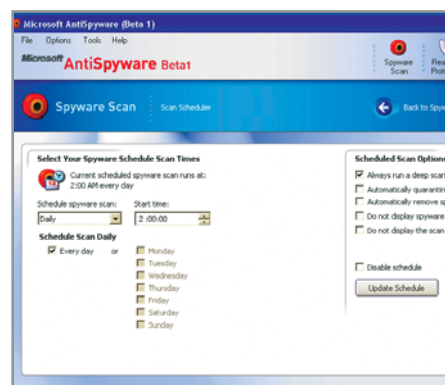 Microsoft AntiSpyware (Beta 1)
File Options Tools Help
Microsoft AntiSpyware Beta1
Spyware Scan
Spyware Scan Scan Scheduler Back to Spyw
Select Your Spyware Schedule Scan Times
Current scheduled spyware scan runs at:
2:00 AM every day
Schedule spyware scan: Start time:
Daily 2 :00:00
Schedule Scan Daily
Every day or Monday
Tuesday
Wednesday
Thursday
Friday
Saturday
Sunday
Scheduled Scan Options
Always run a deep scan
Automatically quarantin
Automatically remove sp
Do not display spyware
Do not display the scan
Disable schedule
Update Schedule